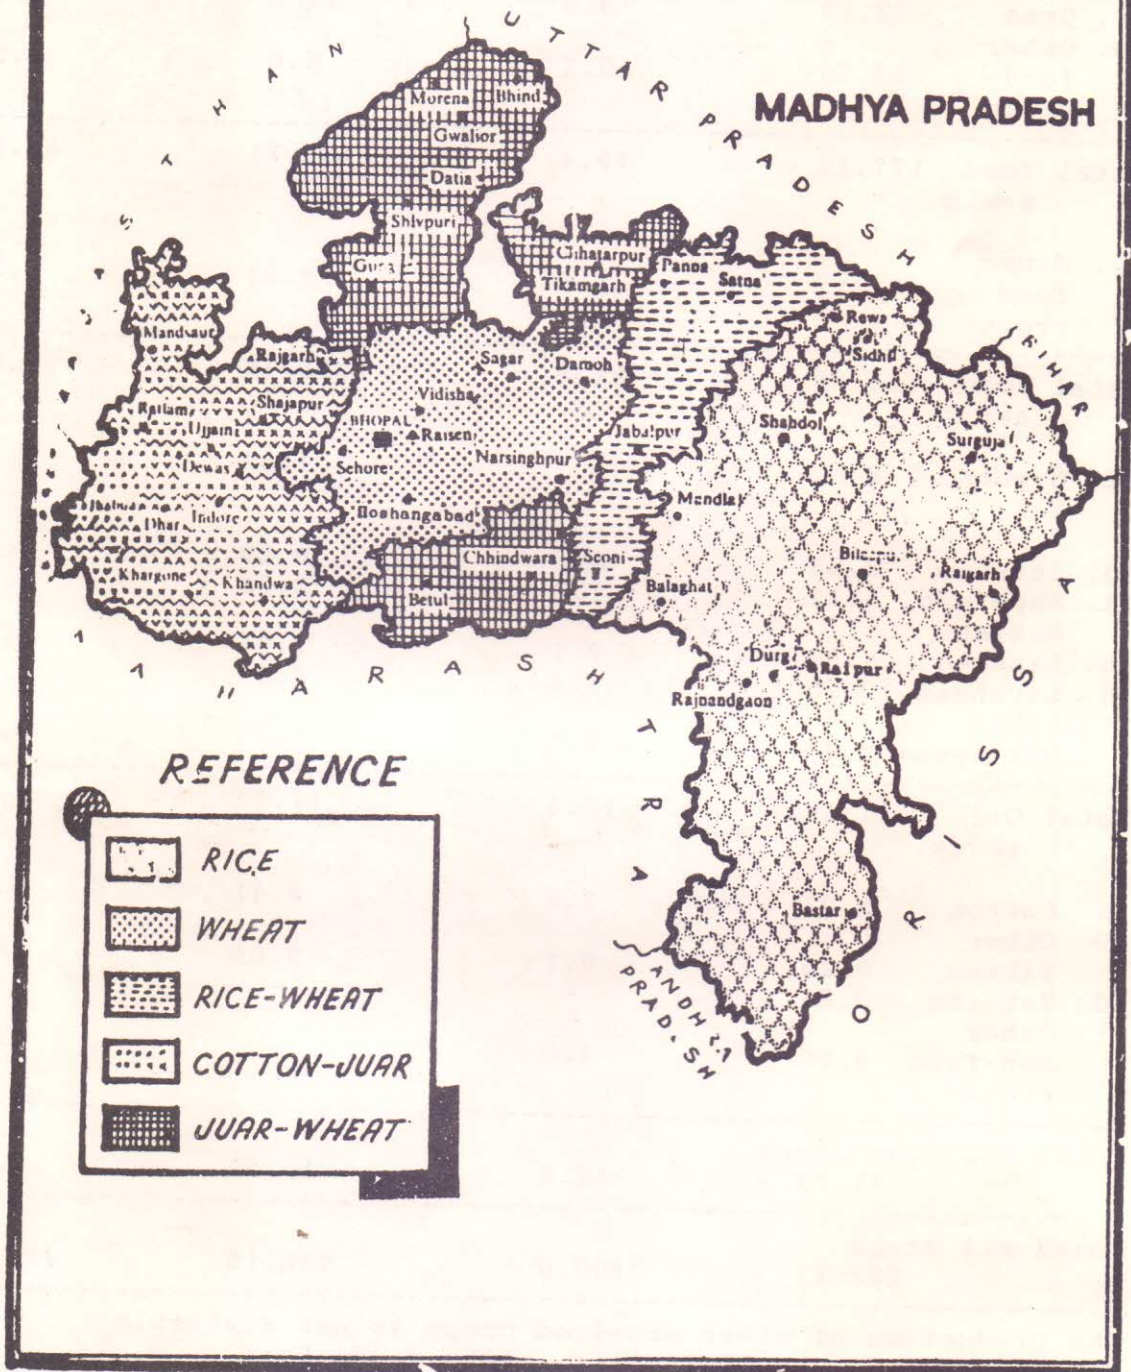 MADHYA PRADESH
UTTAR PRADESH
BIHAR
ORISSA
ANDHRA
Morena
Bhind
Gwalior
Datia
Shivpuri
Guna
Chhatarpur
Tikamgarh
Panna
Satna
Rewa
Sidhi
Mandsaur
Rajgarh
Sagar
Damoh
Ratlam
Shajapur
Vidisha
Ujjain
BHOPAL
Raisen
Jabalpur
Shahdol
Surguja
Dewas
Sehore
Narsinghpur
Mandla
Dhar
Indore
Hoshangabad
Chhindwara
Seoni
Raigarh
Khargone
Khandwa
Betul
Balaghat
Durg
Raipur
Rajnandgaon
Bastar
REFERENCE
RICE
WHEAT
RICE-WHEAT
COTTON-JUAR
JUAR-WHEAT